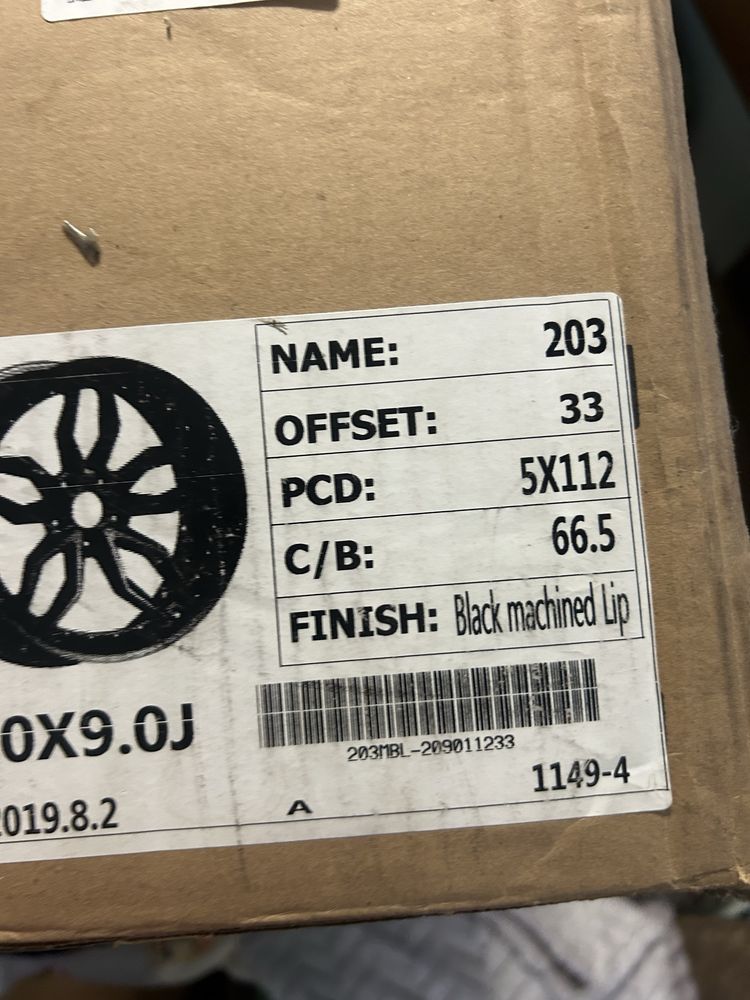 NAME: 203
OFFSET: 33
PCD: 5X112
C/B: 66.5
FINISH: Black machined Lip
0X9.0J
203MBL-209011233
1149-4
2019.8.2
A